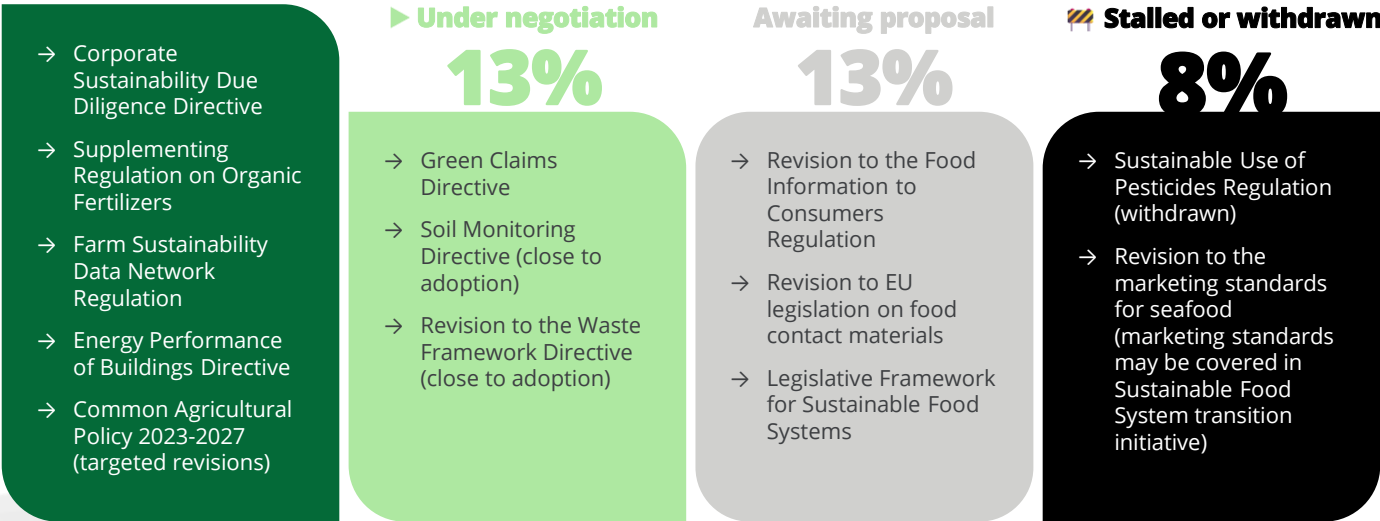 → Corporate
Sustainability Due
Diligence Directive
→ Supplementing
Regulation on Organic
Fertilizers
→ Farm Sustainability
Data Network
Regulation
→ Energy Performance
of Buildings Directive
→ Common Agricultural
Policy 2023-2027
(targeted revisions)
▶ Under negotiation
13%
→ Green Claims
Directive
→ Soil Monitoring
Directive (close to
adoption)
→ Revision to the Waste
Framework Directive
(close to adoption)
Awaiting proposal
13%
→ Revision to the Food
Information to
Consumers
Regulation
→ Revision to EU
legislation on food
contact materials
→ Legislative Framework
for Sustainable Food
Systems
🚧 Stalled or withdrawn
8%
→ Sustainable Use of
Pesticides Regulation
(withdrawn)
→ Revision to the
marketing standards
for seafood
(marketing standards
may be covered in
Sustainable Food
System transition
initiative)